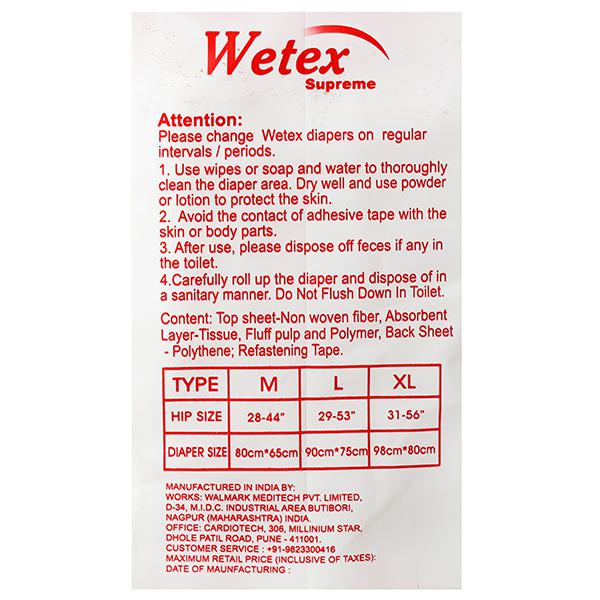 Wetex
Supreme
Attention:
Please change Wetex diapers on regular
intervals / periods.
1. Use wipes or soap and water to thoroughly
clean the diaper area. Dry well and use powder
or lotion to protect the skin.
2. Avoid the contact of adhesive tape with the
skin or body parts.
3. After use, please dispose off feces if any in
the toilet.
4.Carefully roll up the diaper and dispose of in
a sanitary manner. Do Not Flush Down In Toilet.
Content: Top sheet-Non woven fiber, Absorbent
Layer-Tissue, Fluff pulp and Polymer, Back Sheet
- Polythene; Refastening Tape.
TYPE M L XL
HIP SIZE 28-44" 29-53" 31-56"
DIAPER SIZE 80cm*65cm 90cm*75cm 98cm*80cm
MANUFACTURED IN INDIA BY:
WORKS: WALMARK MEDITECH PVT. LIMITED,
D-34, M.I.D.C. INDUSTRIAL AREA BUTIBORI,
NAGPUR (MAHARASHTRA) INDIA.
OFFICE: CARDIOTECH, 306, MILLINIUM STAR,
DHOLE PATIL ROAD, PUNE - 411001.
CUSTOMER SERVICE : +91-9823300416
MAXIMUM RETAIL PRICE (INCLUSIVE OF TAXES):
DATE OF MAUNFACTURING :